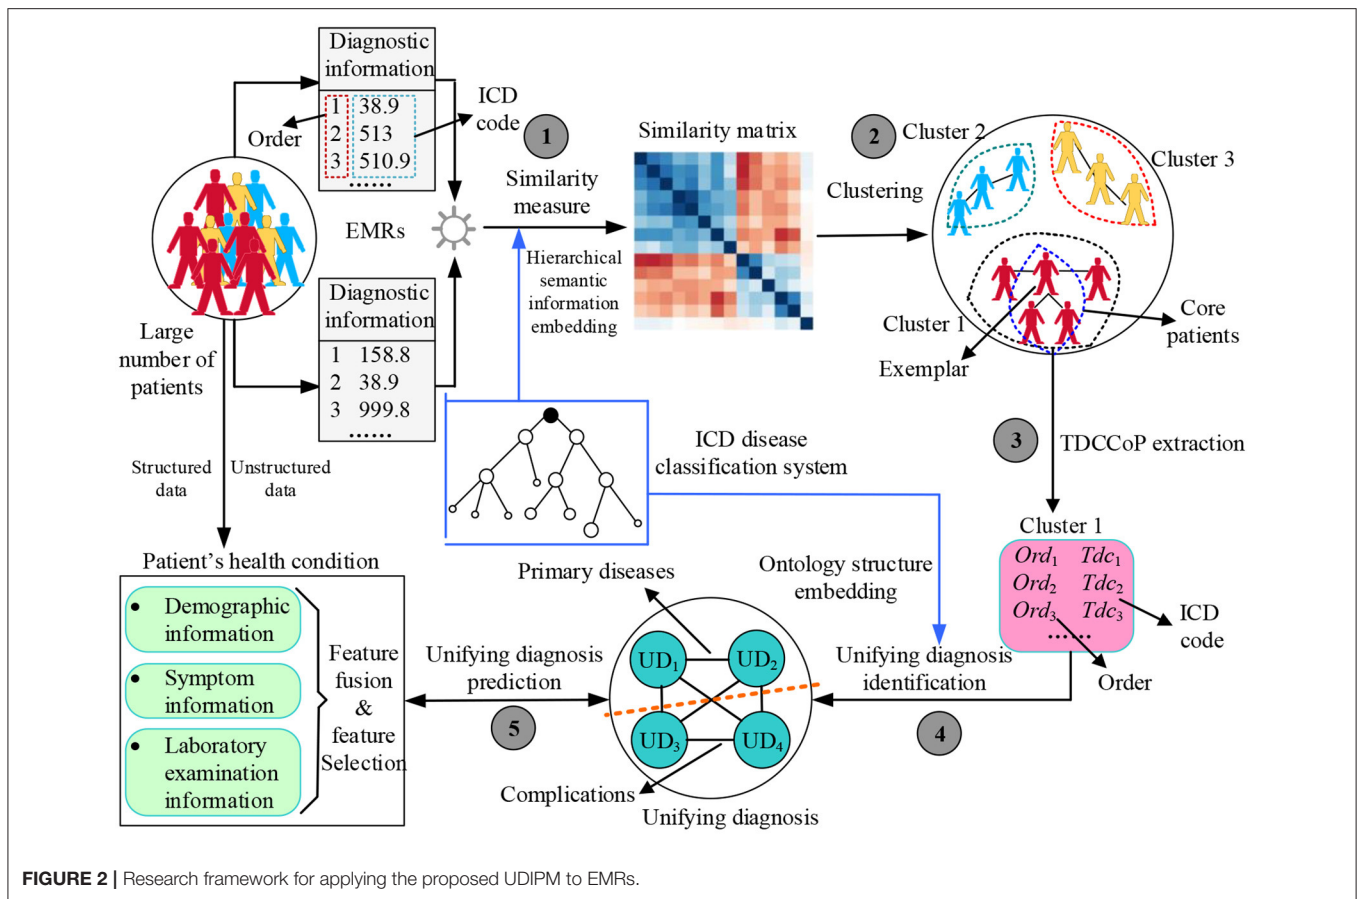 Diagnostic
information
1 38.9
2 513
3 510.9
......
Order
ICD
code
EMRs
Large
number of
patients
Diagnostic
information
1 158.8
2 38.9
3 999.8
......
1
Similarity
measure
Hierarchical
semantic
information
embedding
Similarity matrix
2
Clustering
Cluster 2
Cluster 3
Cluster 1
Exemplar
Core
patients
3
TDCCoP extraction
ICD disease
classification system
Structured
data
Unstructured
data
Cluster 1
Ord1 Tdc1
Ord2 Tdc2
Ord3 Tdc3
......
ICD
code
Order
Ontology structure
embedding
Unifying diagnosis
identification
4
Primary diseases
UD1
UD2
UD3
UD4
Complications
Unifying diagnosis
Unifying diagnosis
prediction
5
Patient's health condition
• Demographic
information
• Symptom
information
• Laboratory
examination
information
Feature
fusion
&
feature
Selection
FIGURE 2 | Research framework for applying the proposed UDIPM to EMRs.